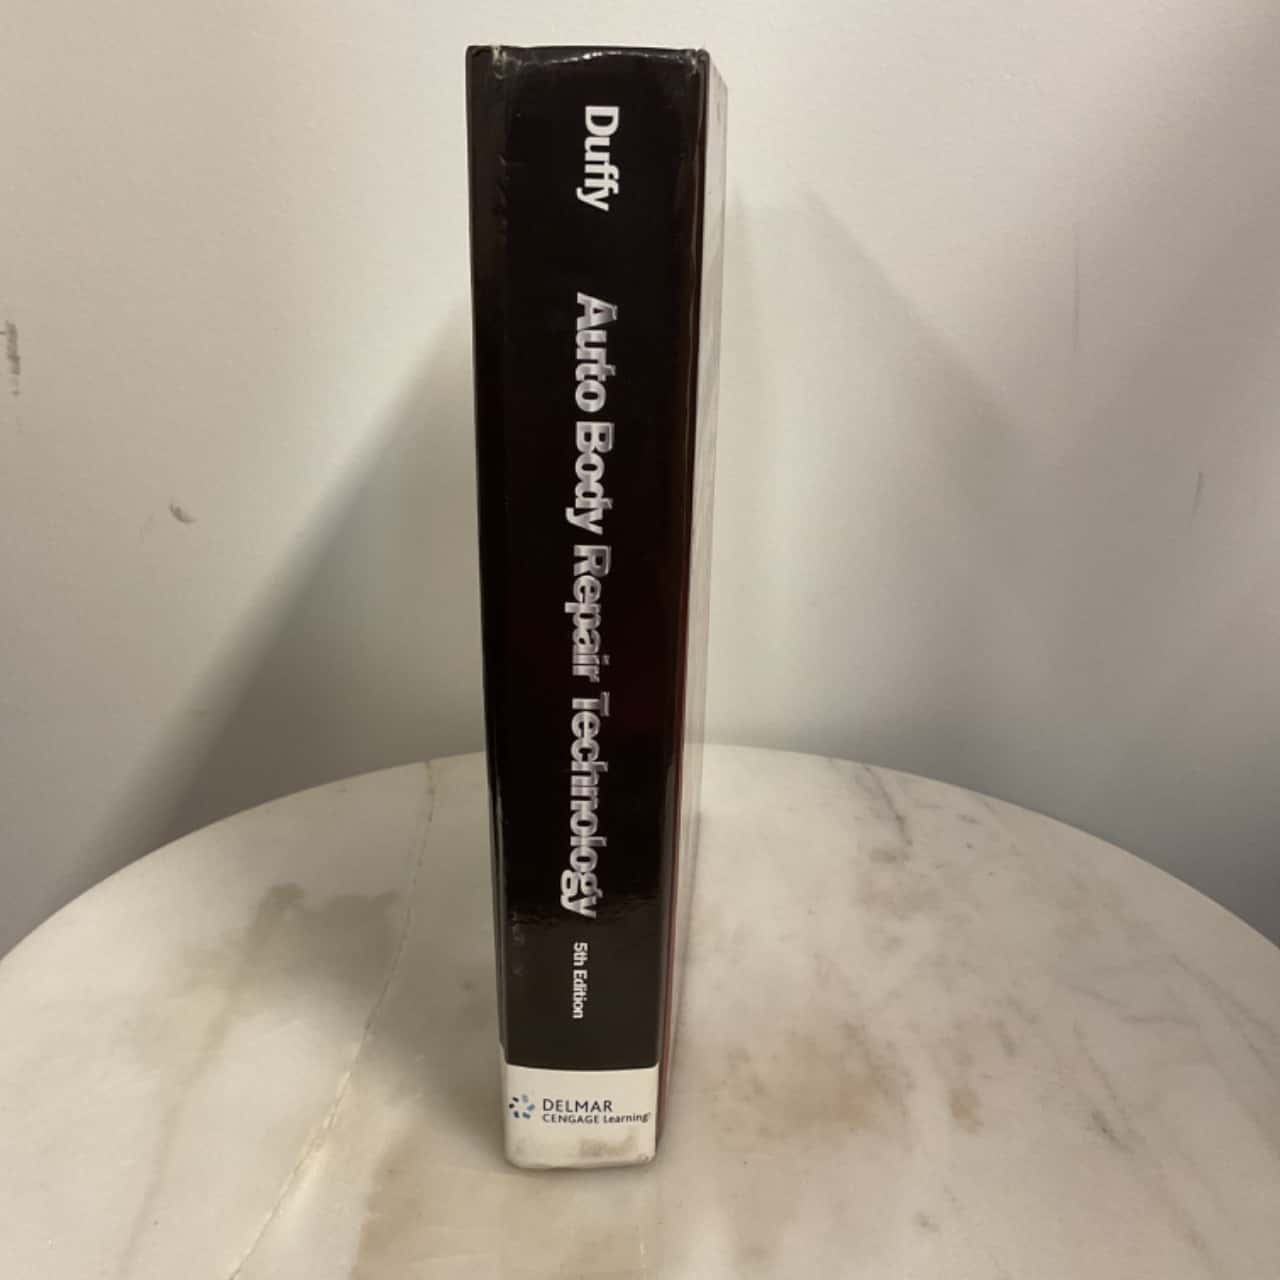 Duffy
Auto Body Repair Technology
5th Edition
DELMAR
CENGAGE Learning